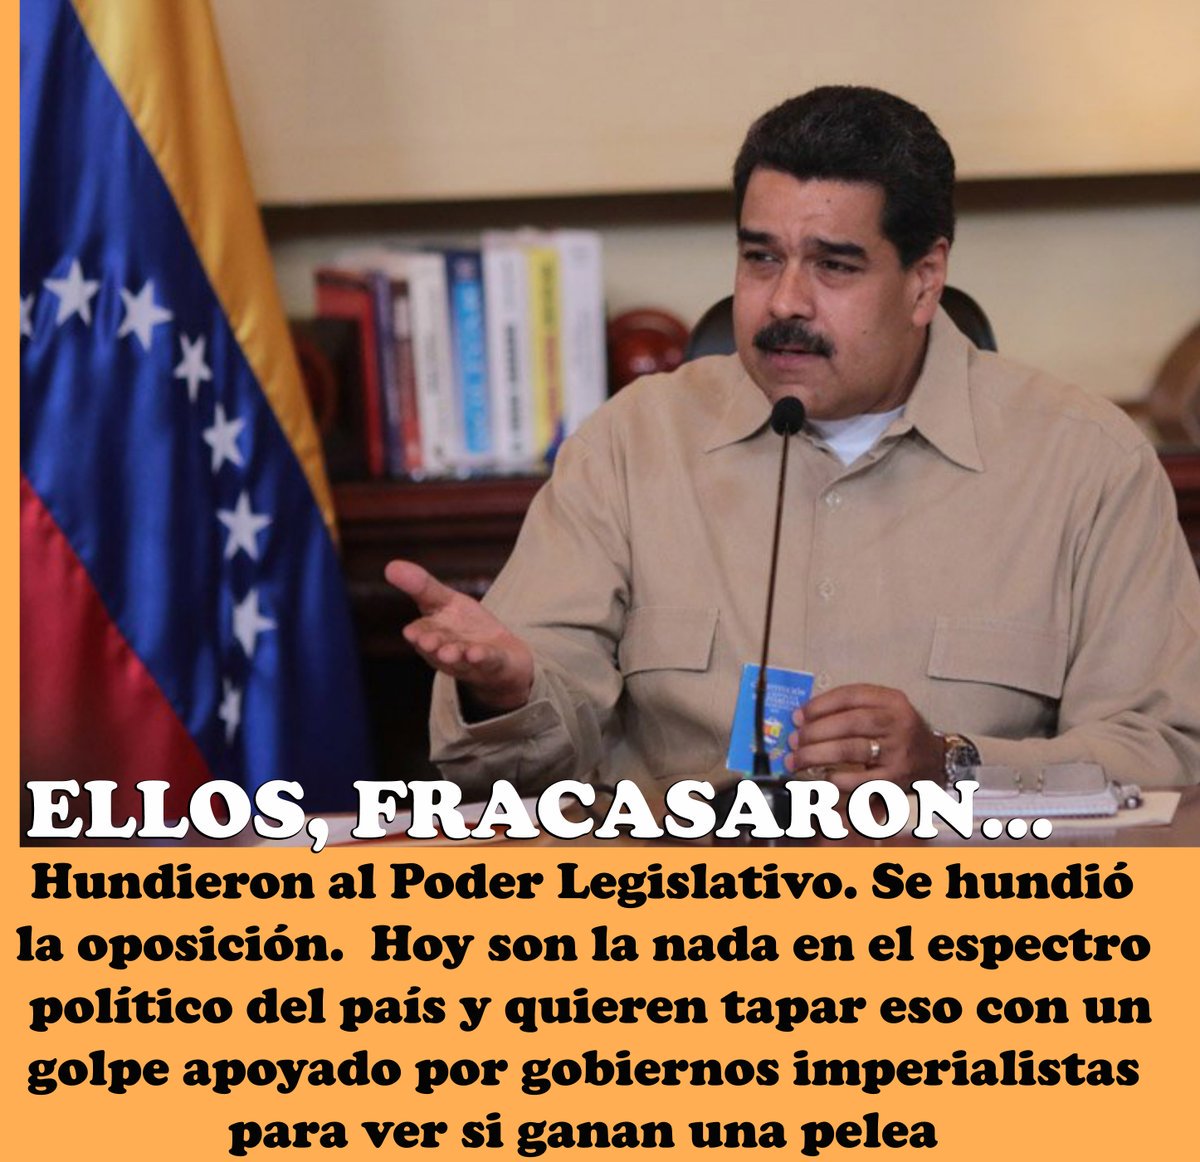 CONSTITUCIÓN
ELLOS, FRACASARON...
Hundieron al Poder Legislativo. Se hundió
la oposición. Hoy son la nada en el espectro
político del país y quieren tapar eso con un
golpe apoyado por gobiernos imperialistas
para ver si ganan una pelea